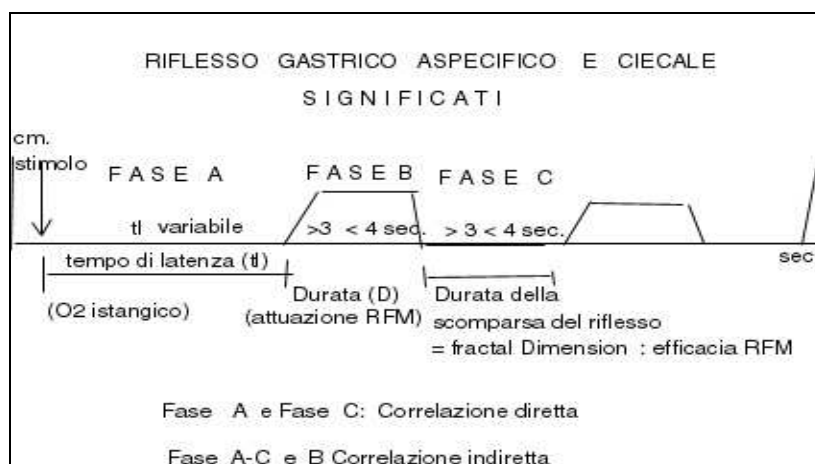 RIFLESSO GASTRICO ASPECIFICO E CIECALE
SIGNIFICATI
cm.
stimolo
FASE A
FASE B
FASE C
tl variabile
>3 < 4 sec.
> 3 < 4 sec.
tempo di latenza (tl)
sec
(O2 istangico)
Durata (D)
(attuazione RFM)
Durata della
scomparsa del riflesso
= fractal Dimension : efficacia RFM
Fase A e Fase C: Correlazione diretta
Fase A-C e B Correlazione indiretta